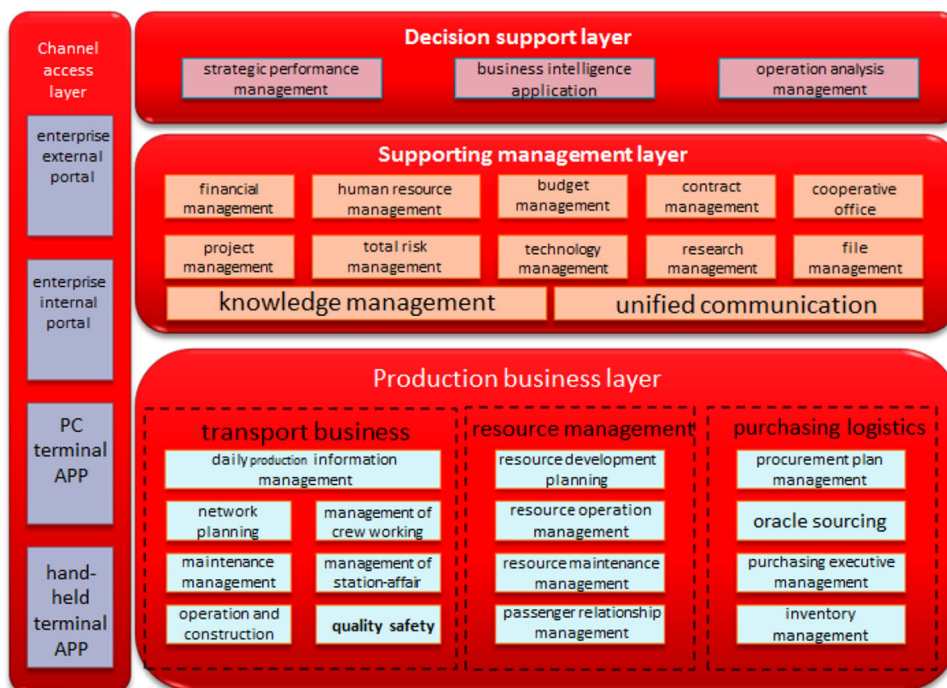 Channel
access
layer
enterprise
external
portal
enterprise
internal
portal
PC
terminal
APP
hand-
held
terminal
APP
Decision support layer
strategic performance
management
business intelligence
application
operation analysis
management
Supporting management layer
financial
management
human resource
management
budget
management
contract
management
cooperative
office
project
management
total risk
management
technology
management
research
management
file
management
knowledge management
unified communication
Production business layer
transport business
daily production information
management
network
planning
management of
crew working
maintenance
management
management of
station-affair
operation and
construction
quality safety
resource management
resource development
planning
resource operation
management
resource maintenance
management
passenger relationship
management
purchasing logistics
procurement plan
management
oracle sourcing
purchasing executive
management
inventory
management